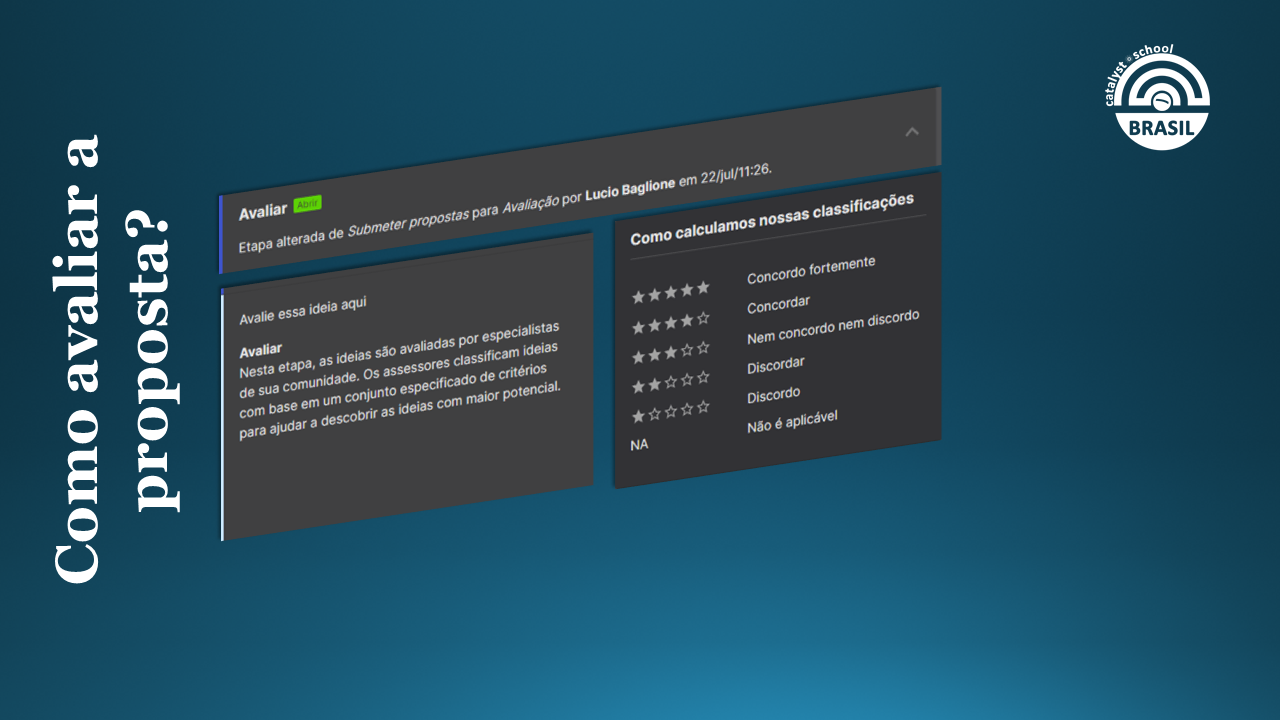 Como avaliar a
proposta?
Avaliar Abrir
Etapa alterada de Submeter propostas para Avaliação por Lucio Baglione em 22/jul/11:26.
Avalie essa ideia aqui
Avaliar
Nesta etapa, as ideias são avaliadas por especialistas
de sua comunidade. Os assessores classificam ideias
com base em um conjunto especificado de critérios
para ajudar a descobrir as ideias com maior potencial.
Como calculamos nossas classificações
Concordo fortemente
Concordar
Nem concordo nem discordo
Discordar
Discordo
NA Não é aplicável
catalyst school
BRASIL